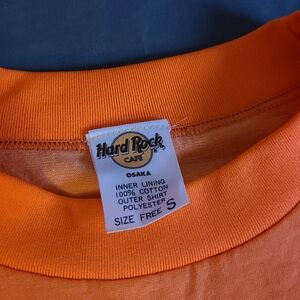 Hard Rock
CAFE
OSAKA
INNER LINING
100% COTTON
OUTER SHIRT
POLYESTER
SIZE FREE S